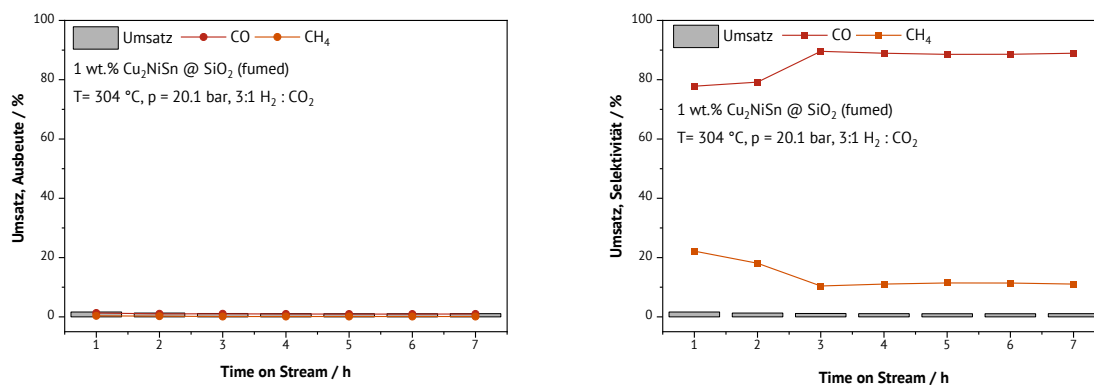 100
80
60
40
20
0
Umsatz, Ausbeute / %
Umsatz CO CH₄
1 wt.% Cu₂NiSn @ SiO₂ (fumed)
T= 304 °C, p = 20.1 bar, 3:1 H₂ : CO₂
1 2 3 4 5 6 7
Time on Stream / h
100
80
60
40
20
0
Umsatz, Selektivität / %
Umsatz CO CH₄
1 wt.% Cu₂NiSn @ SiO₂ (fumed)
T= 304 °C, p = 20.1 bar, 3:1 H₂ : CO₂
1 2 3 4 5 6 7
Time on Stream / h